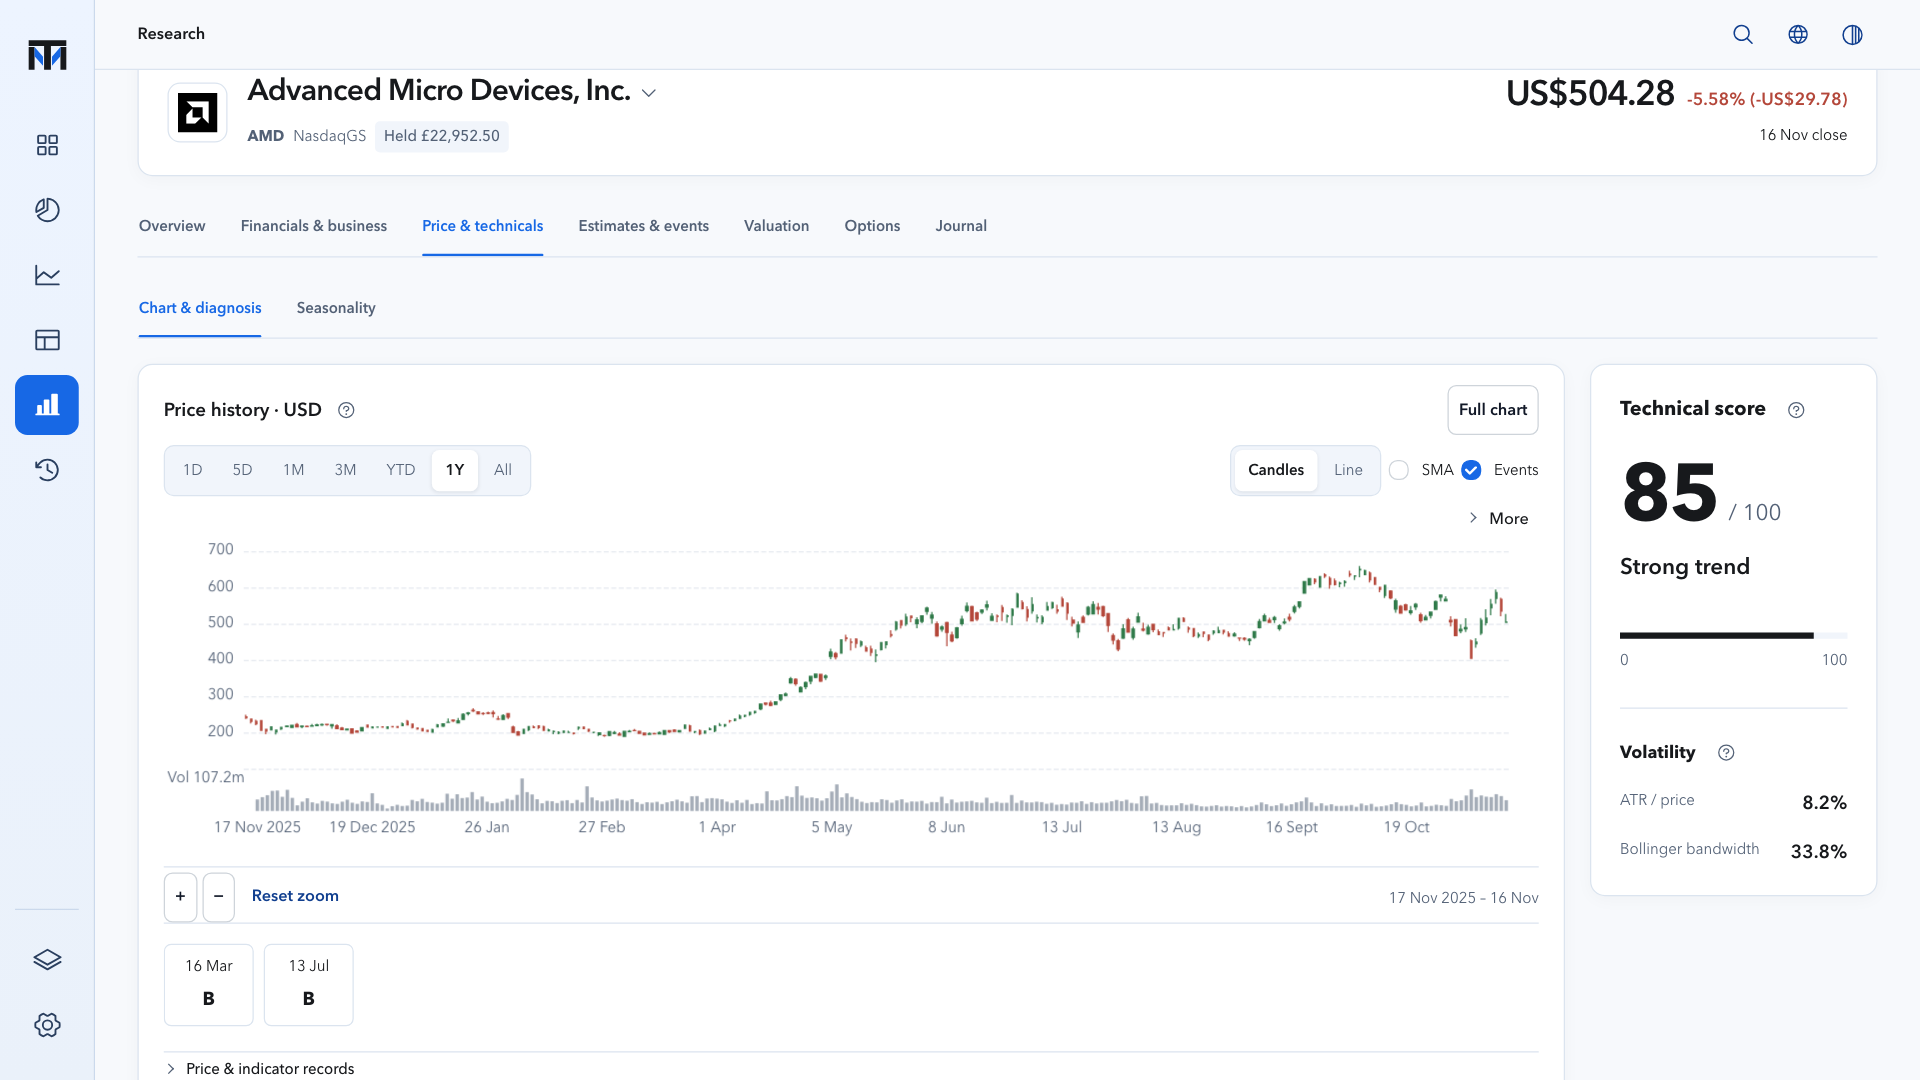 Research
Advanced Micro Devices, Inc.
AMD NasdaqGS Held £22,952.50
US$504.28 -5.58% (-US$29.78)
16 Nov close
Overview Financials & business Price & technicals Estimates & events Valuation Options Journal
Chart & diagnosis Seasonality
Price history · USD ?
Full chart
1D 5D 1M 3M YTD 1Y All
Candles Line SMA Events
More
700
600
500
400
300
200
Vol 107.2m
17 Nov 2025 19 Dec 2025 26 Jan 27 Feb 1 Apr 5 May 8 Jun 13 Jul 13 Aug 16 Sept 19 Oct
+ − Reset zoom
17 Nov 2025 – 16 Nov
16 Mar
B
13 Jul
B
Price & indicator records
Technical score ?
85 / 100
Strong trend
0 100
Volatility ?
ATR / price 8.2%
Bollinger bandwidth 33.8%